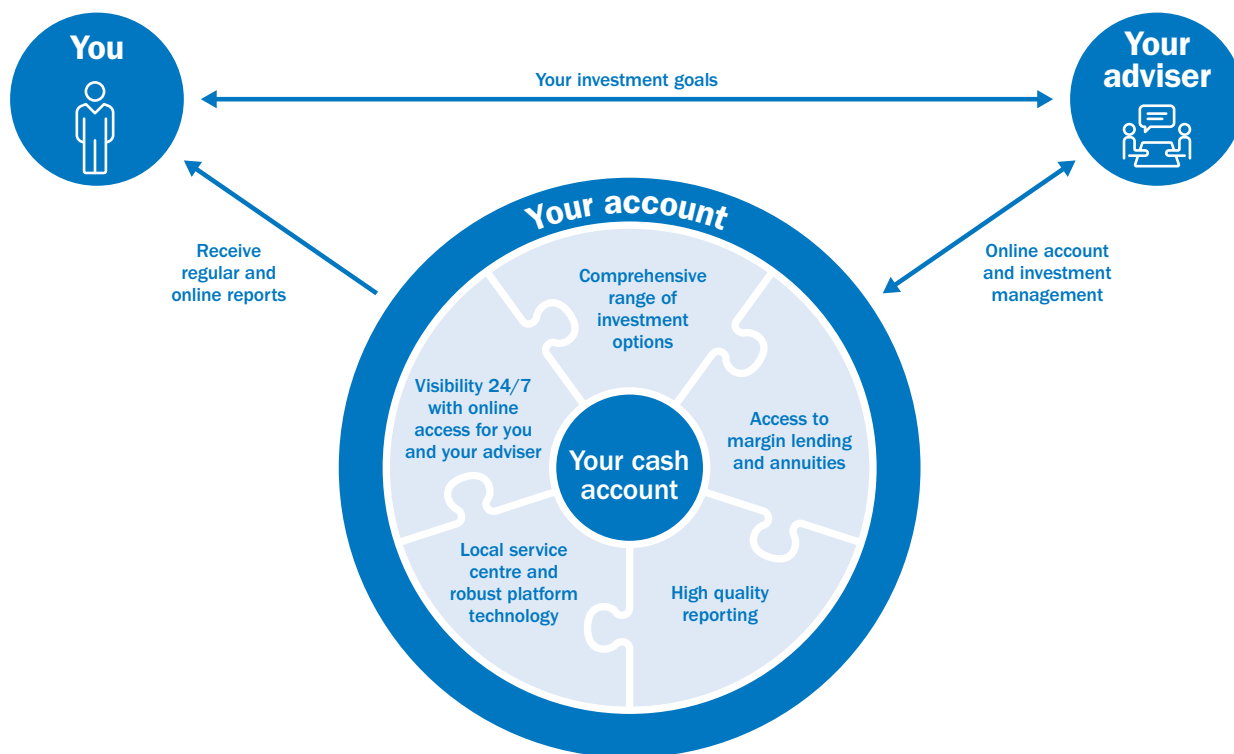 You
Your
adviser
Your investment goals
Receive
regular and
online reports
Online account
and investment
management
Your account
Comprehensive
range of
investment
options
Visibility 24/7
with online
access for you
and your adviser
Access to
margin lending
and annuities
Your cash
account
Local service
centre and
robust platform
technology
High quality
reporting